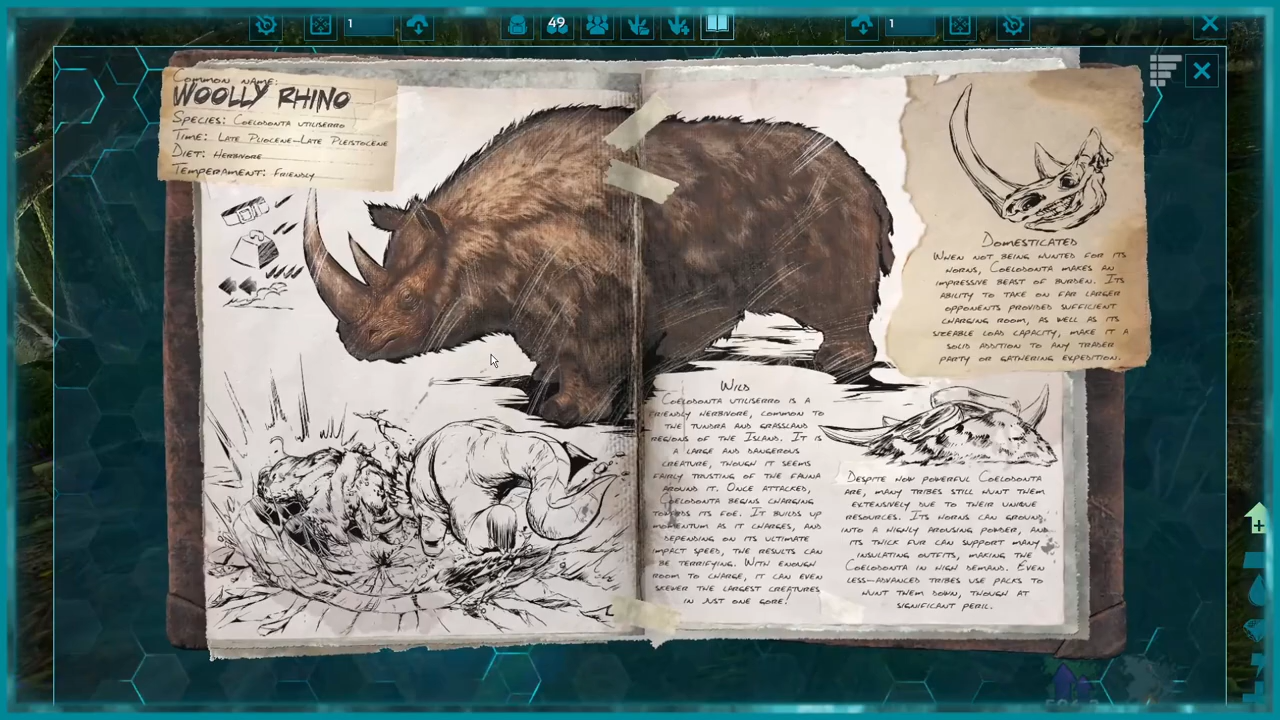 1
49
1
Common name:
Woolly Rhino
Species: Coelodonta utiliserro
Time: Late Pliocene-Late Pleistocene
Diet: Herbivore
Temperament: Friendly
Domesticated
When not being hunted for its
horns, Coelodonta makes an
impressive beast of burden. Its
ability to take on far larger
opponents provided sufficient
charging room, as well as its
sizeable load capacity, make it a
solid addition to any trader
party or gathering expedition.
Wild
Coelodonta utiliserro is a
friendly herbivore, common to
the tundra and grassland
regions of the Island. It is
a large and dangerous
creature, though it seems
fairly trusting of the fauna
around it. Once attacked,
Coelodonta begins charging
towards its foe. It builds up
momentum as it charges, and
depending on its ultimate
impact speed, the results can
be terrifying. With enough
room to charge, it can even
skewer the largest creatures
in just one gore!
Despite how powerful Coelodonta
are, many tribes still hunt them
extensively due to their unique
resources. Its horns can ground
into a highly arousing powder, and
its thick fur can support many
insulating outfits, making the
Coelodonta in high demand. Even
less-advanced tribes use packs to
hunt them down, though at
significant peril.